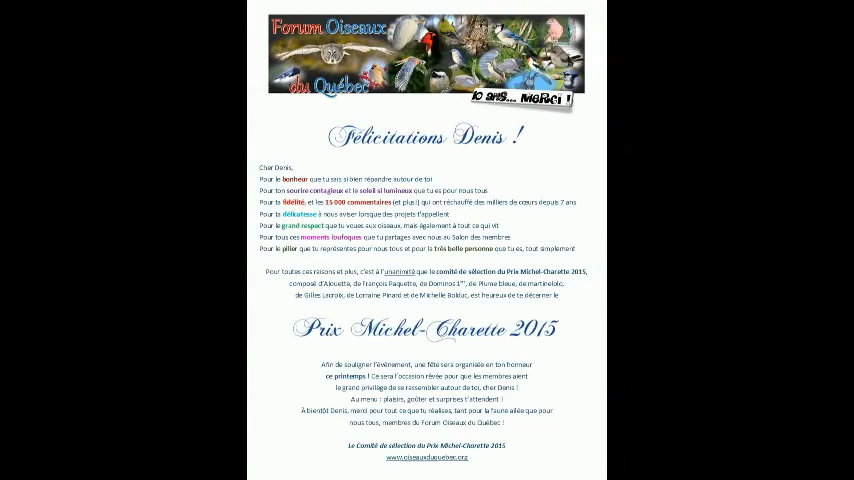 Forum Oiseaux
du Québec
10 ans... MERCI !
Félicitations Denis !
Cher Denis,
Pour le bonheur que tu sais si bien répandre autour de toi
Pour ton sourire contagieux et le soleil si lumineux que tu es pour nous tous
Pour ta fidélité, et les 15 000 commentaires (et plus!) qui ont réchauffé des milliers de cœurs depuis 7 ans
Pour ta délicatesse à nous aviser lorsque des projets t'appellent
Pour le grand respect que tu voues aux oiseaux, mais également à tout ce qui vit
Pour tous ces moments loufoques que tu partages avec nous au Salon des membres
Pour le pilier que tu représentes pour nous tous et pour la très belle personne que tu es, tout simplement
Pour toutes ces raisons et plus, c'est à l'unanimité que le comité de sélection du Prix Michel-Charette 2015,
composé d'Alouette, de François Paquette, de Dominos 1er, de Plume bleue, de martinelolo,
de Gilles Lacroix, de Lorraine Pinard et de Michelle Bolduc, est heureux de te décerner le
Prix Michel-Charette 2015
Afin de souligner l'évènement, une fête sera organisée en ton honneur
ce printemps ! Ce sera l'occasion rêvée pour que les membres aient
le grand privilège de se rassembler autour de toi, cher Denis !
Au menu : plaisirs, goûter et surprises t'attendent !
À bientôt Denis, merci pour tout ce que tu réalises, tant pour la faune ailée que pour
nous tous, membres du Forum Oiseaux du Québec !
Le Comité de sélection du Prix Michel-Charette 2015
www.oiseauxduquebec.org